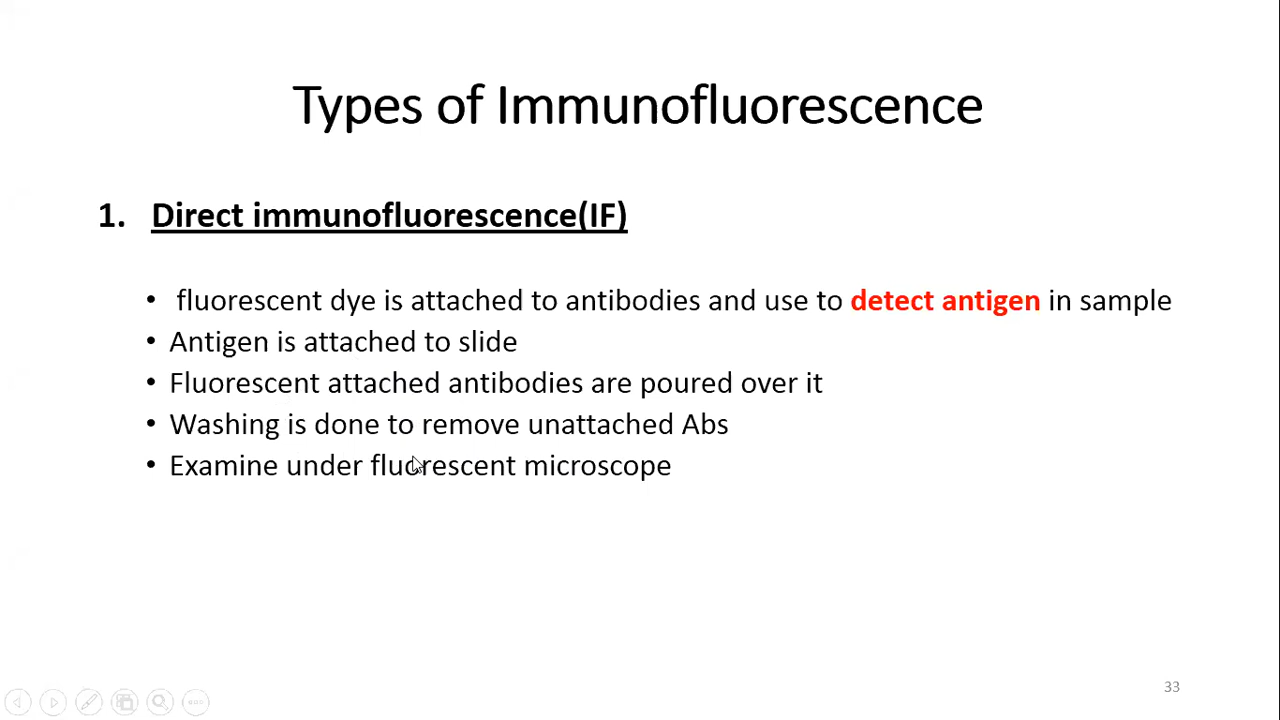 Types of Immunofluorescence
1. Direct immunofluorescence(IF)
• fluorescent dye is attached to antibodies and use to detect antigen in sample
• Antigen is attached to slide
• Fluorescent attached antibodies are poured over it
• Washing is done to remove unattached Abs
• Examine under fluorescent microscope
33